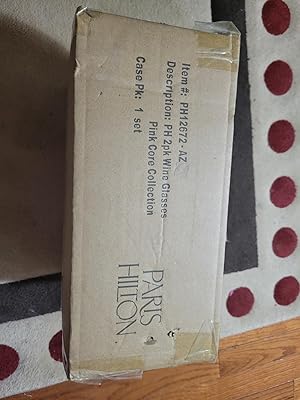 Item #: PH12672-AZ
Description: PH 2pk Wine Glasses
Pink Core Collection
Case Pk: 1 set
PARIS
HILTON